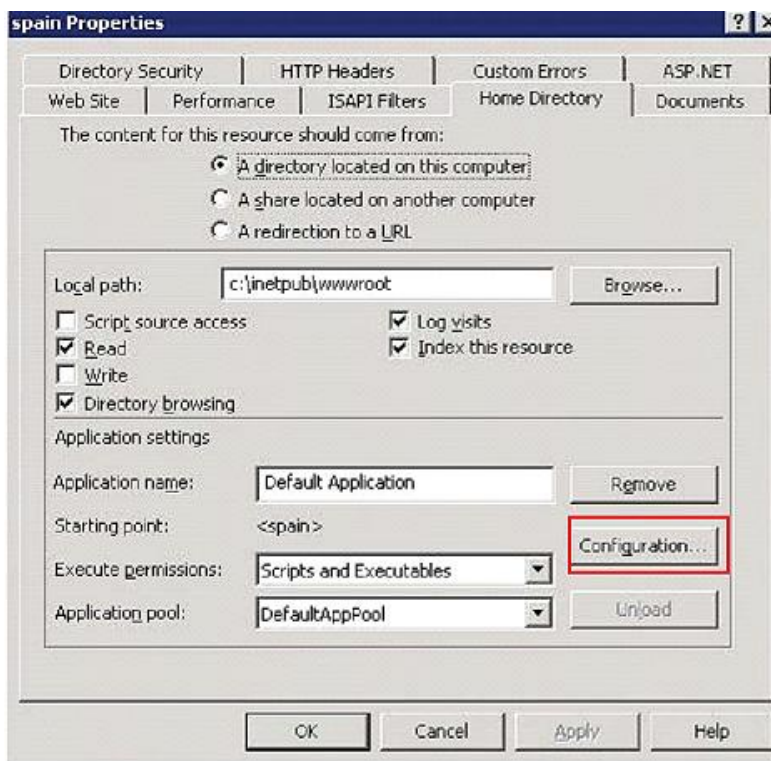 spain Properties
Directory Security HTTP Headers Custom Errors ASP.NET
Web Site Performance ISAPI Filters Home Directory Documents
The content for this resource should come from:
A directory located on this computer
A share located on another computer
A redirection to a URL
Local path: c:\inetpub\wwwroot Browse...
Script source access Log visits
Read Index this resource
Write
Directory browsing
Application settings
Application name: Default Application Remove
Starting point: <spain> Configuration...
Execute permissions: Scripts and Executables
Application pool: DefaultAppPool Unload
OK Cancel Apply Help